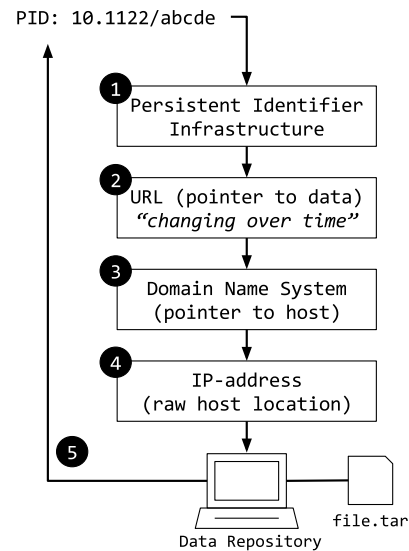 PID: 10.1122/abcde
1
Persistent Identifier
Infrastructure
2
URL (pointer to data)
“changing over time”
3
Domain Name System
(pointer to host)
4
IP-address
(raw host location)
5
file.tar
Data Repository